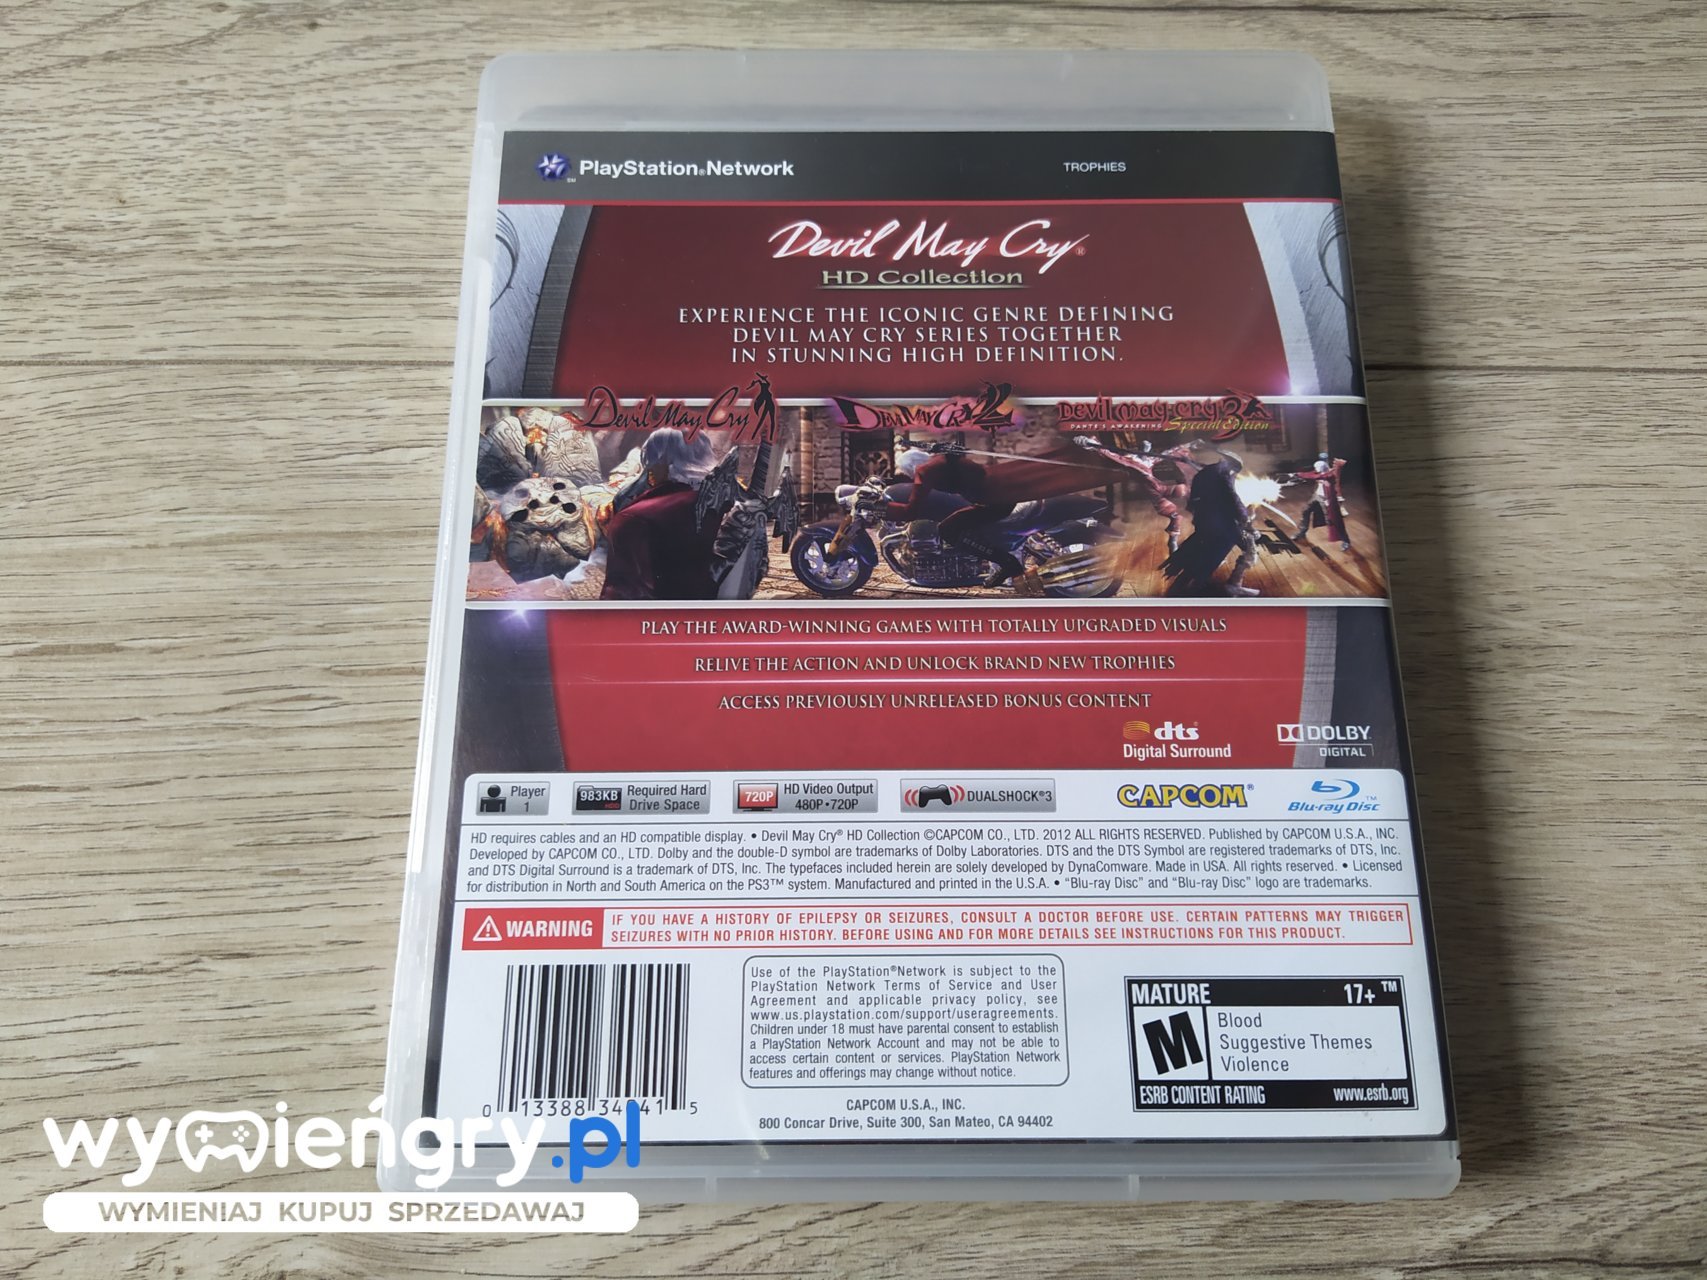 PlayStation®Network
TROPHIES
Devil May Cry®
HD Collection
EXPERIENCE THE ICONIC GENRE DEFINING
DEVIL MAY CRY SERIES TOGETHER
IN STUNNING HIGH DEFINITION.
Devil May Cry
DEVIL MAY CRY 2
Devil may cry 3
DANTE'S AWAKENING Special Edition
PLAY THE AWARD-WINNING GAMES WITH TOTALLY UPGRADED VISUALS
RELIVE THE ACTION AND UNLOCK BRAND NEW TROPHIES
ACCESS PREVIOUSLY UNRELEASED BONUS CONTENT
dts
Digital Surround
DOLBY
DIGITAL
Player
1
983KB
HDD
Required Hard
Drive Space
720P
HD Video Output
480P•720P
DUALSHOCK®3
CAPCOM®
Blu-ray Disc™
HD requires cables and an HD compatible display. • Devil May Cry® HD Collection ©CAPCOM CO., LTD. 2012 ALL RIGHTS RESERVED. Published by CAPCOM U.S.A., INC.
Developed by CAPCOM CO., LTD. Dolby and the double-D symbol are trademarks of Dolby Laboratories. DTS and the DTS Symbol are registered trademarks of DTS, Inc.
and DTS Digital Surround is a trademark of DTS, Inc. The typefaces included herein are solely developed by DynaComware. Made in USA. All rights reserved. • Licensed
for distribution in North and South America on the PS3™ system. Manufactured and printed in the U.S.A. • “Blu-ray Disc” and “Blu-ray Disc” logo are trademarks.
WARNING
IF YOU HAVE A HISTORY OF EPILEPSY OR SEIZURES, CONSULT A DOCTOR BEFORE USE. CERTAIN PATTERNS MAY TRIGGER
SEIZURES WITH NO PRIOR HISTORY. BEFORE USING AND FOR MORE DETAILS SEE INSTRUCTIONS FOR THIS PRODUCT.
Use of the PlayStation®Network is subject to the
PlayStation Network Terms of Service and User
Agreement and applicable privacy policy, see
www.us.playstation.com/support/useragreements.
Children under 18 must have parental consent to establish
a PlayStation Network Account and may not be able to
access certain content or services. PlayStation Network
features and offerings may change without notice.
CAPCOM U.S.A., INC.
800 Concar Drive, Suite 300, San Mateo, CA 94402
MATURE 17+ ™
M
Blood
Suggestive Themes
Violence
ESRB CONTENT RATING www.esrb.org
0 13388 34041 5
wymieńgry.pl
WYMIENIAJ KUPUJ SPRZEDAWAJ